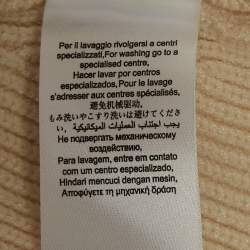 Per il lavaggio rivolgersi a centri
specializzati,For washing go to a
specialised centre,
Hacer lavar por centros
especializados,Pour le lavage
s'adresser aux centres spécialisés,
避免机械驱动.
もみ洗いやこすり洗いは避けてください,
يجب اجتناب العمليات الميكانيكية,
Не подвергать механическому
воздействию,
Para lavagem, entre em contato
com um centro especializado,
Hindari mencuci dengan mesin,
Αποφύγετε τη μηχανική δράση